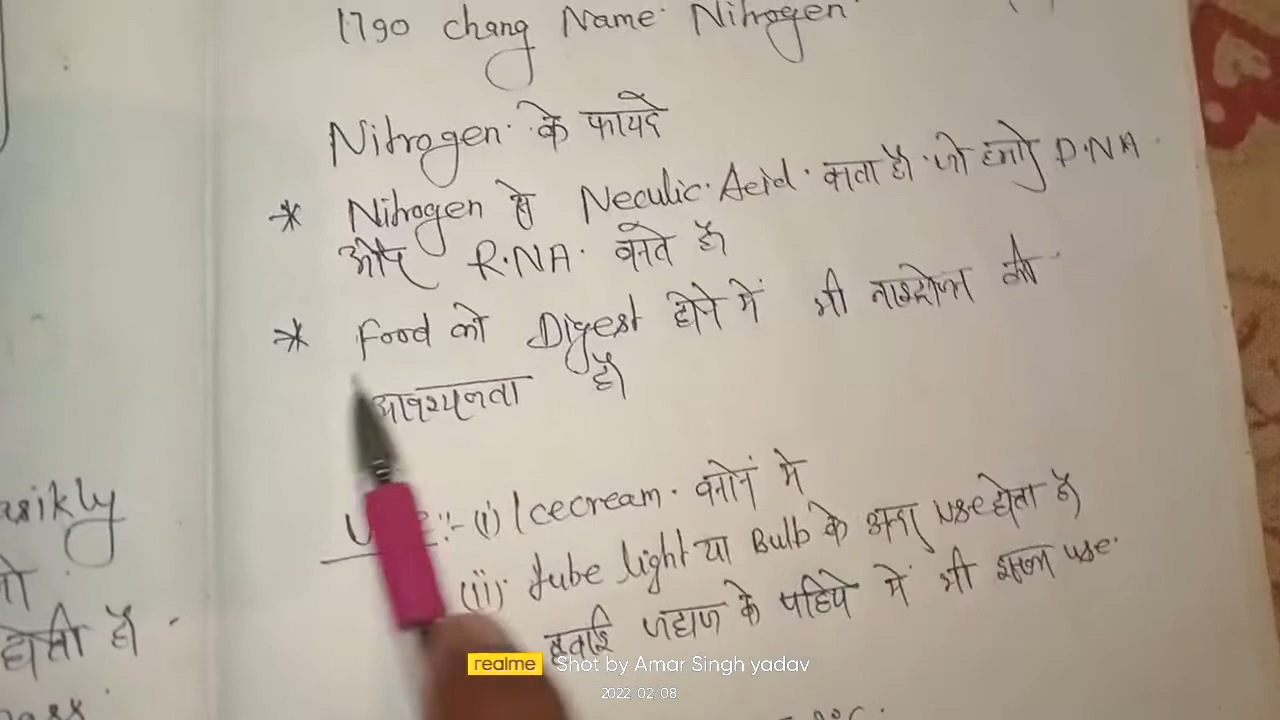 1790 chang Name Nitrogen
Nitrogen के फायदे
* Nitrogen से Neculic Acid बनता है। जो हमारे D.N.A
और R.NA. बनते है।
* Food को Digest होने में भी नाइट्रोजन की
आवश्यकता है।
asikly
Use :- (i) Icecream. बनाने में
(ii) tube light या Bulb के अन्दर use होता है
होती है।
हवाई जहाज के पहिये में भी इसका use.
realme Shot by Amar Singh yadav
2022/02/08